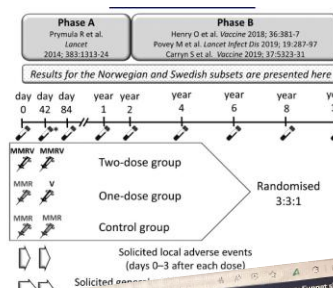 Phase A
Prymula R et al.
Lancet
2014; 383:1313-24
Phase B
Henry O et al. Vaccine 2018; 36:381-7
Povey M et al. Lancet Infect Dis 2019; 19:287-97
Carryn S et al. Vaccine 2019; 37:5323-31
Results for the Norwegian and Swedish subsets are presented here
day day day year year year year year
0 42 84 1 2 4 6 8
MMRV MMRV
Two-dose group
MMR V
One-dose group
MMR MMR
Control group
Randomised
3:3:1
Solicited local adverse events
(days 0–3 after each dose)
Solicited general